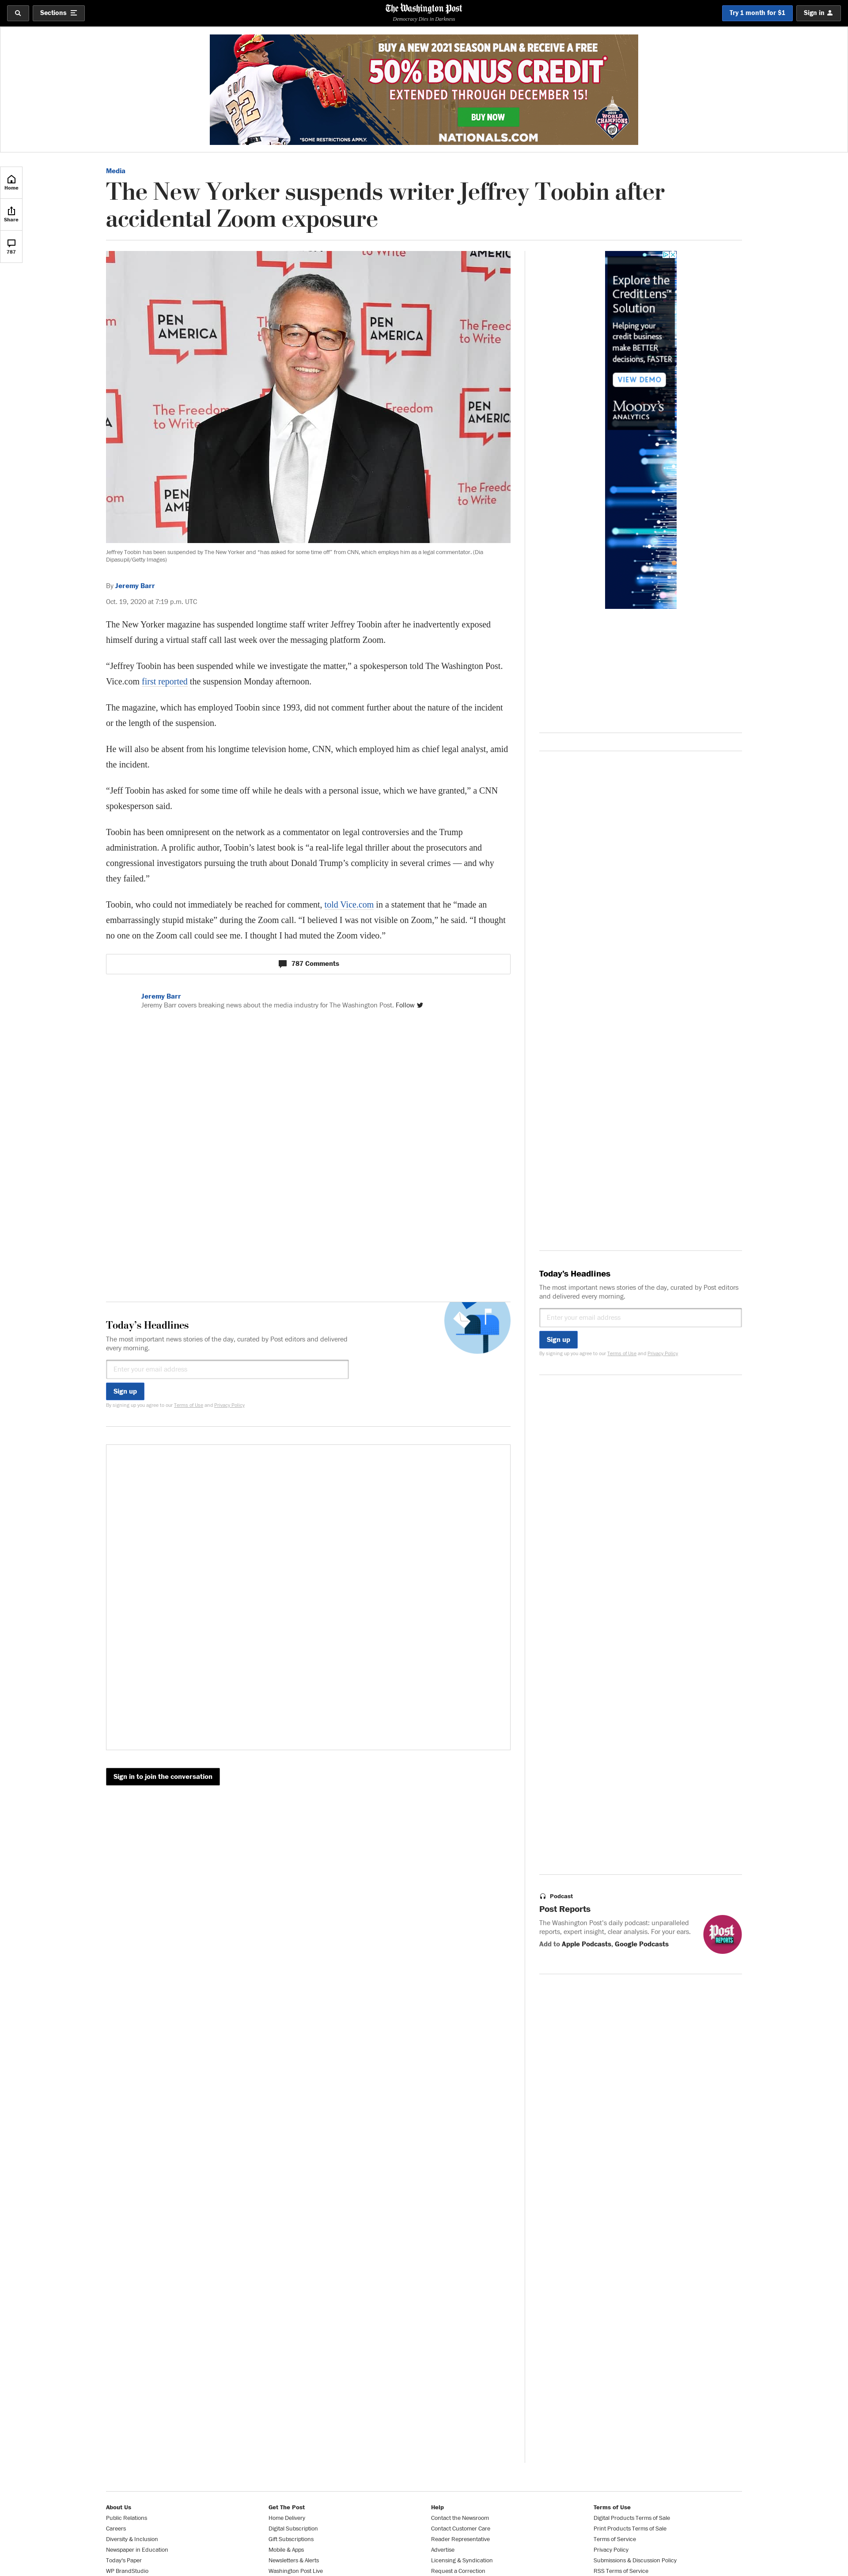 Sections
The Washington Post
Democracy Dies in Darkness
Try 1 month for $1
Sign in
BUY A NEW 2021 SEASON PLAN & RECEIVE A FREE
50% BONUS CREDIT*
EXTENDED THROUGH DECEMBER 15!
BUY NOW
*SOME RESTRICTIONS APPLY.
NATIONALS.COM
WORLD
CHAMPIONS
SOTO
22
Home
Share
787
Media
The New Yorker suspends writer Jeffrey Toobin after
accidental Zoom exposure
PEN
AMERICA
PEN
AMERICA
The Freedom
to Write
The Freedom
to Write
Jeffrey Toobin has been suspended by The New Yorker and “has asked for some time off” from CNN, which employs him as a legal commentator. (Dia
Dipasupil/Getty Images)
By Jeremy Barr
Oct. 19, 2020 at 7:19 p.m. UTC
The New Yorker magazine has suspended longtime staff writer Jeffrey Toobin after he inadvertently exposed
himself during a virtual staff call last week over the messaging platform Zoom.
“Jeffrey Toobin has been suspended while we investigate the matter,” a spokesperson told The Washington Post.
Vice.com first reported the suspension Monday afternoon.
The magazine, which has employed Toobin since 1993, did not comment further about the nature of the incident
or the length of the suspension.
He will also be absent from his longtime television home, CNN, which employed him as chief legal analyst, amid
the incident.
“Jeff Toobin has asked for some time off while he deals with a personal issue, which we have granted,” a CNN
spokesperson said.
Toobin has been omnipresent on the network as a commentator on legal controversies and the Trump
administration. A prolific author, Toobin’s latest book is “a real-life legal thriller about the prosecutors and
congressional investigators pursuing the truth about Donald Trump’s complicity in several crimes — and why
they failed.”
Toobin, who could not immediately be reached for comment, told Vice.com in a statement that he “made an
embarrassingly stupid mistake” during the Zoom call. “I believed I was not visible on Zoom,” he said. “I thought
no one on the Zoom call could see me. I thought I had muted the Zoom video.”
787 Comments
Jeremy Barr
Jeremy Barr covers breaking news about the media industry for The Washington Post. Follow
Today’s Headlines
The most important news stories of the day, curated by Post editors and delivered
every morning.
Enter your email address
Sign up
By signing up you agree to our Terms of Use and Privacy Policy
Sign in to join the conversation
Explore the
CreditLens™
Solution
Helping your
credit business
make BETTER
decisions, FASTER
VIEW DEMO
MOODY'S
ANALYTICS
Today’s Headlines
The most important news stories of the day, curated by Post editors
and delivered every morning.
Enter your email address
Sign up
By signing up you agree to our Terms of Use and Privacy Policy
Podcast
Post Reports
The Washington Post's daily podcast: unparalleled
reports, expert insight, clear analysis. For your ears.
Add to Apple Podcasts, Google Podcasts
Post
REPORTS
About Us
Public Relations
Careers
Diversity & Inclusion
Newspaper in Education
Today's Paper
WP BrandStudio
Get The Post
Home Delivery
Digital Subscription
Gift Subscriptions
Mobile & Apps
Newsletters & Alerts
Washington Post Live
Help
Contact the Newsroom
Contact Customer Care
Reader Representative
Advertise
Licensing & Syndication
Request a Correction
Terms of Use
Digital Products Terms of Sale
Print Products Terms of Sale
Terms of Service
Privacy Policy
Submissions & Discussion Policy
RSS Terms of Service